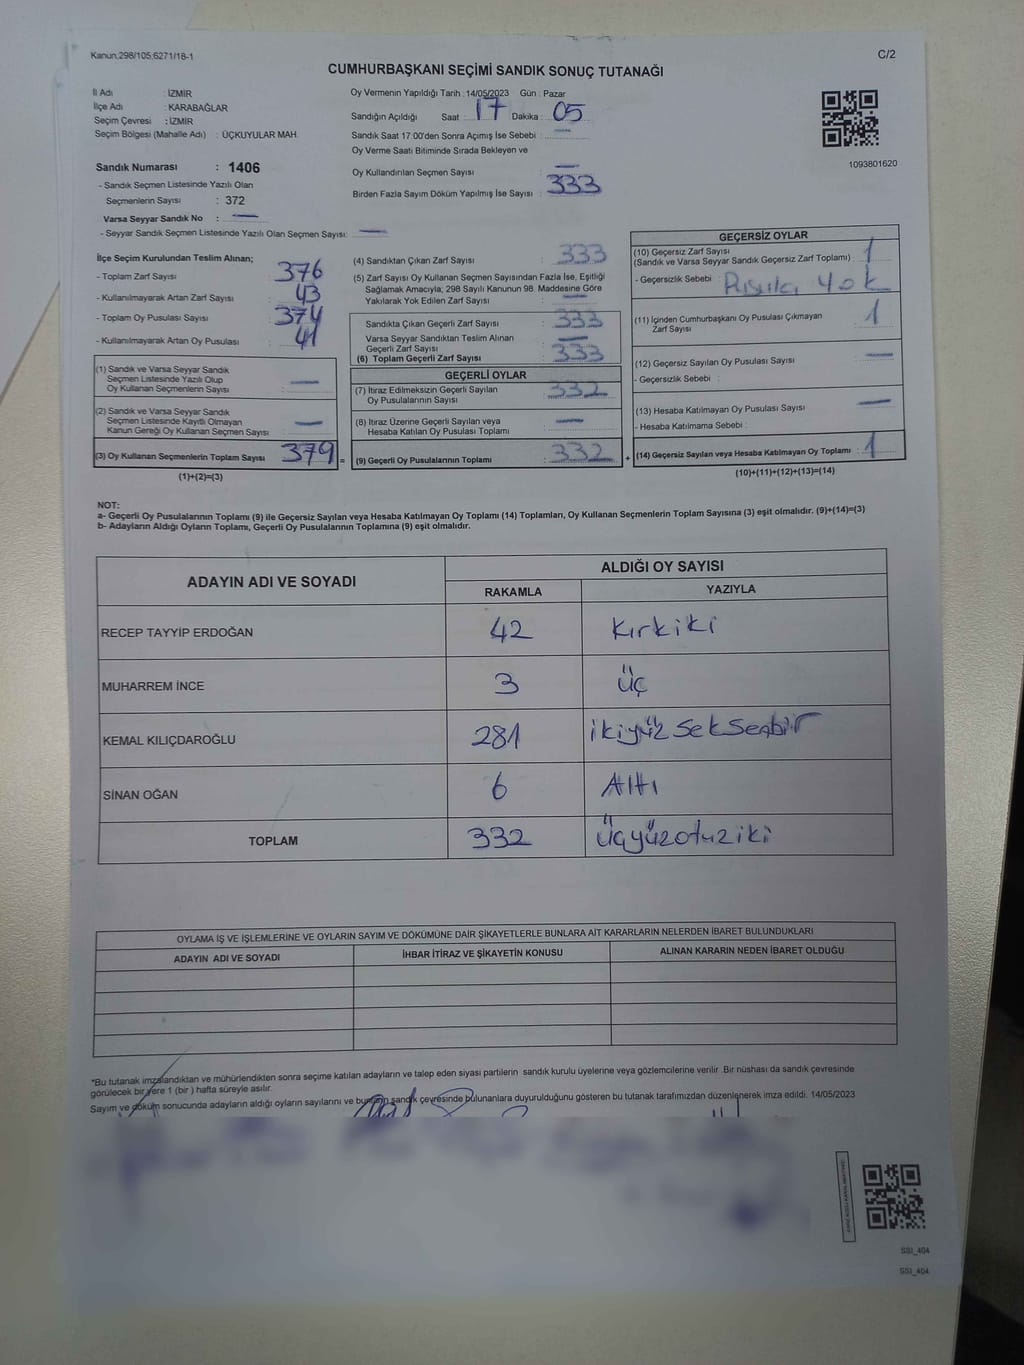 Kanun,298/105;6271/18-1
C/2
CUMHURBAŞKANI SEÇİMİ SANDIK SONUÇ TUTANAĞI
İl Adı : İZMİR
İlçe Adı : KARABAĞLAR
Seçim Çevresi : İZMİR
Seçim Bölgesi (Mahalle Adı) : ÜÇKUYULAR MAH.
Sandık Numarası : 1406
- Sandık Seçmen Listesinde Yazılı Olan
Seçmenlerin Sayısı : 372
Varsa Seyyar Sandık No : —
- Seyyar Sandık Seçmen Listesinde Yazılı Olan Seçmen Sayısı: —
Oy Vermenin Yapıldığı Tarih :14/05/2023 Gün : Pazar
Sandığın Açıldığı Saat : 17 Dakika : 05
Sandık Saat 17:00'den Sonra Açımış İse Sebebi : —
Oy Verme Saati Bitiminde Sırada Bekleyen ve
Oy Kullandırılan Seçmen Sayısı : —
Birden Fazla Sayım Döküm Yapılmış İse Sayısı : 333
1093801620
İlçe Seçim Kurulundan Teslim Alınan;
- Toplam Zarf Sayısı : 376
- Kullanılmayarak Artan Zarf Sayısı : 43
- Toplam Oy Pusulası Sayısı : 374
- Kullanılmayarak Artan Oy Pusulası : 41
(1) Sandık ve Varsa Seyyar Sandık
Seçmen Listesinde Yazılı Olup
Oy Kullanan Seçmenlerin Sayısı : —
(2) Sandık ve Varsa Seyyar Sandık
Seçmen Listesinde Kayıtlı Olmayan
Kanun Gereği Oy Kullanan Seçmen Sayısı : —
(3) Oy Kullanan Seçmenlerin Toplam Sayısı : 379 =
(1)+(2)=(3)
(4) Sandıktan Çıkan Zarf Sayısı : 333
(5) Zarf Sayısı Oy Kullanan Seçmen Sayısından Fazla İse, Eşitliği
Sağlamak Amacıyla; 298 Sayılı Kanunun 98. Maddesine Göre
Yakılarak Yok Edilen Zarf Sayısı : —
Sandıkta Çıkan Geçerli Zarf Sayısı : 333
Varsa Seyyar Sandıktan Teslim Alınan
Geçerli Zarf Sayısı : —
(6) Toplam Geçerli Zarf Sayısı : 333
GEÇERLİ OYLAR
(7) İtiraz Edilmeksizin Geçerli Sayılan
Oy Pusulalarının Sayısı : 332
(8) İtiraz Üzerine Geçerli Sayılan veya
Hesaba Katılan Oy Pusulası Toplamı : —
(9) Geçerli Oy Pusulalarının Toplamı : 332 +
GEÇERSİZ OYLAR
(10) Geçersiz Zarf Sayısı
(Sandık ve Varsa Seyyar Sandık Geçersiz Zarf Toplamı) : 1
- Geçersizlik Sebebi : Pusula yok
(11) İçinden Cumhurbaşkanı Oy Pusulası Çıkmayan
Zarf Sayısı : 1
(12) Geçersiz Sayılan Oy Pusulası Sayısı : —
- Geçersizlik Sebebi :
(13) Hesaba Katılmayan Oy Pusulası Sayısı : —
- Hesaba Katılmama Sebebi :
(14) Geçersiz Sayılan veya Hesaba Katılmayan Oy Toplamı : 1
(10)+(11)+(12)+(13)=(14)
NOT:
a- Geçerli Oy Pusulalarının Toplamı (9) ile Geçersiz Sayılan veya Hesaba Katılmayan Oy Toplamı (14) Toplamları, Oy Kullanan Seçmenlerin Toplam Sayısına (3) eşit olmalıdır. (9)+(14)=(3)
b- Adayların Aldığı Oyların Toplamı, Geçerli Oy Pusulalarının Toplamına (9) eşit olmalıdır.
ADAYIN ADI VE SOYADI ALDIĞI OY SAYISI
RAKAMLA YAZIYLA
RECEP TAYYİP ERDOĞAN 42 Kırkiki
MUHARREM İNCE 3 Üç
KEMAL KILIÇDAROĞLU 281 ikiyüz seksenbir
SİNAN OĞAN 6 Altı
TOPLAM 332 Üçyüzotuziki
OYLAMA İŞ VE İŞLEMLERİNE VE OYLARIN SAYIM VE DÖKÜMÜNE DAİR ŞİKAYETLERLE BUNLARA AİT KARARLARIN NELERDEN İBARET BULUNDUKLARI
ADAYIN ADI VE SOYADI İHBAR İTİRAZ VE ŞİKAYETİN KONUSU ALINAN KARARIN NEDEN İBARET OLDUĞU
*Bu tutanak imzalandıktan ve mühürlendikten sonra seçime katılan adayların ve talep eden siyasi partilerin sandık kurulu üyelerine veya gözlemcilerine verilir .Bir nüshası da sandık çevresinde
görülecek bir yere 1 (bir ) hafta süreyle asılır.
Sayım ve döküm sonucunda adayların aldığı oyların sayılarını ve bunların sandık çevresinde bulunanlara duyurulduğunu gösteren bu tutanak tarafımızdan düzenlenerek imza edildi. 14/05/2023
SSI_404
SSI_404